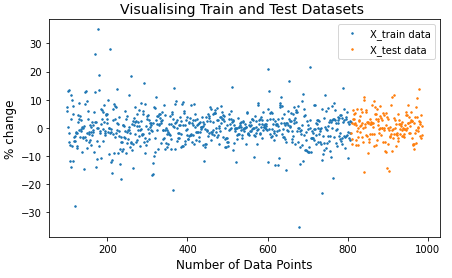 Visualising Train and Test Datasets
X_train data
X_test data
% change
30
20
10
0
−10
−20
−30
200
400
600
800
1000
Number of Data Points